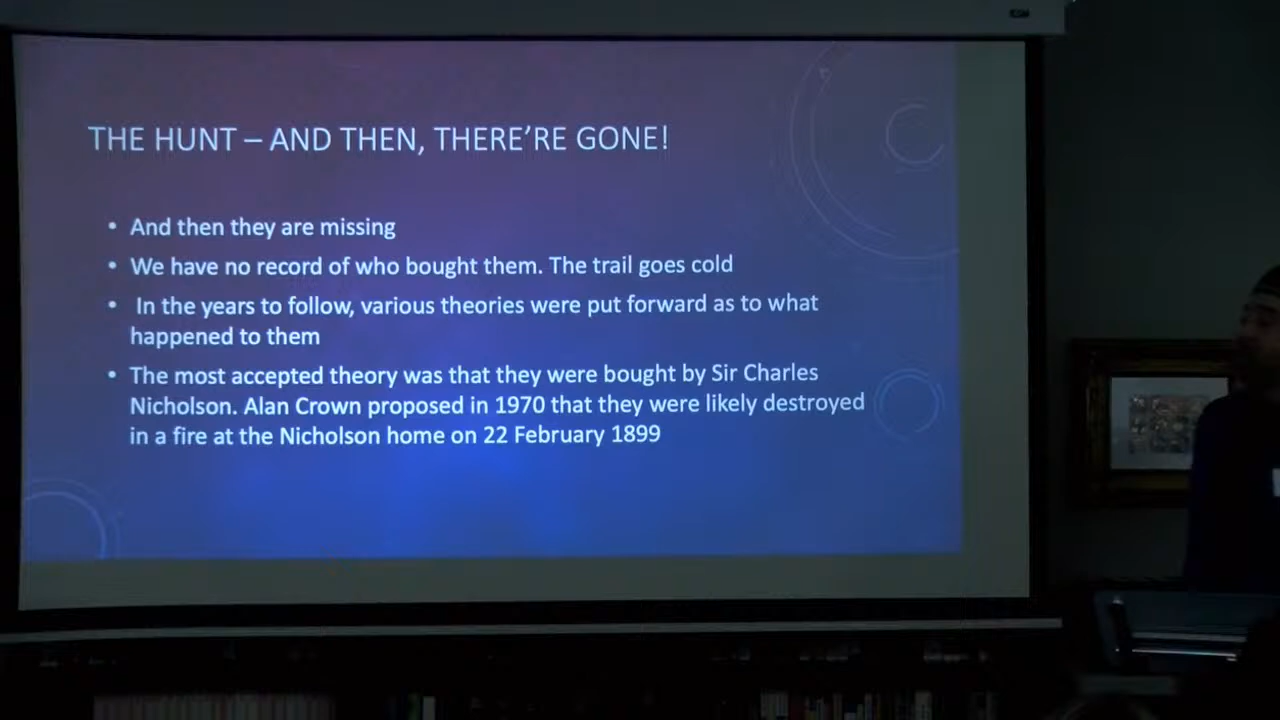 THE HUNT – AND THEN, THERE’RE GONE!
• And then they are missing
• We have no record of who bought them. The trail goes cold
• In the years to follow, various theories were put forward as to what
happened to them
• The most accepted theory was that they were bought by Sir Charles
Nicholson. Alan Crown proposed in 1970 that they were likely destroyed
in a fire at the Nicholson home on 22 February 1899